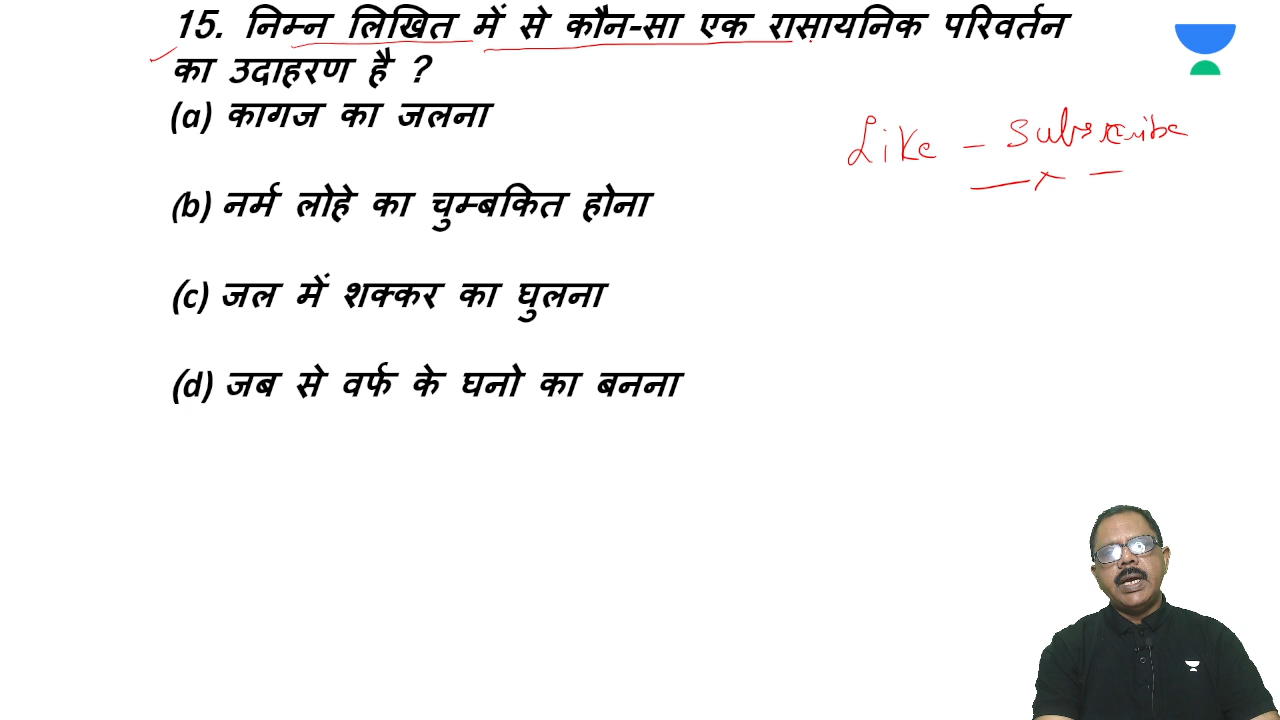 15. निम्न लिखित में से कौन-सा एक रासायनिक परिवर्तन
का उदाहरण है ?
(a) कागज का जलना
Like - Subscribe
(b) नर्म लोहे का चुम्बकित होना
(c) जल में शक्कर का घुलना
(d) जब से वर्फ के घनो का बनना